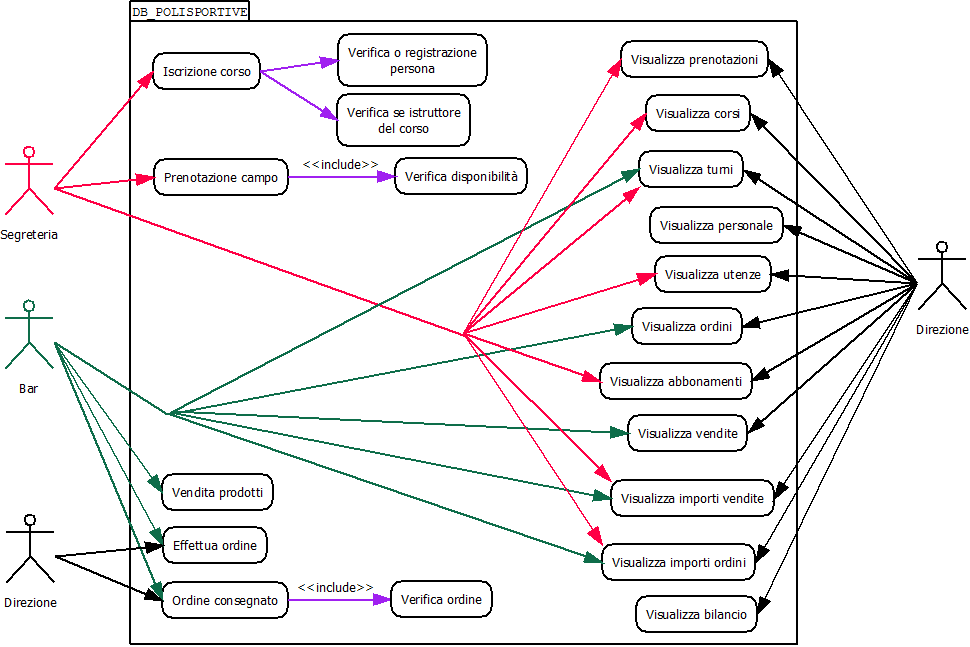 DB_POLISPORTIVE
Iscrizione corso
Verifica o registrazione
persona
Verifica se istruttore
del corso
Prenotazione campo
<<include>>
Verifica disponibilità
Segreteria
Bar
Vendita prodotti
Effettua ordine
Ordine consegnato
<<include>>
Verifica ordine
Direzione
Visualizza prenotazioni
Visualizza corsi
Visualizza turni
Visualizza personale
Visualizza utenze
Visualizza ordini
Visualizza abbonamenti
Visualizza vendite
Visualizza importi vendite
Visualizza importi ordini
Visualizza bilancio
Direzione